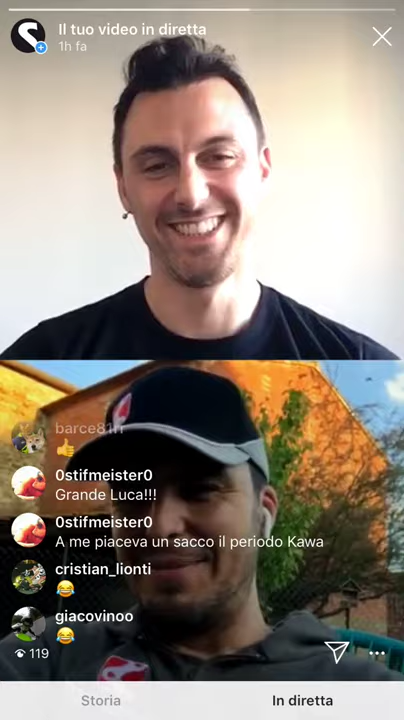 Il tuo video in diretta
1h fa
barce81rr
👍
0stifmeister0
Grande Luca!!!
0stifmeister0
A me piaceva un sacco il periodo Kawa
cristian_lionti
😂
giacovinoo
😂
119
Storia
In diretta